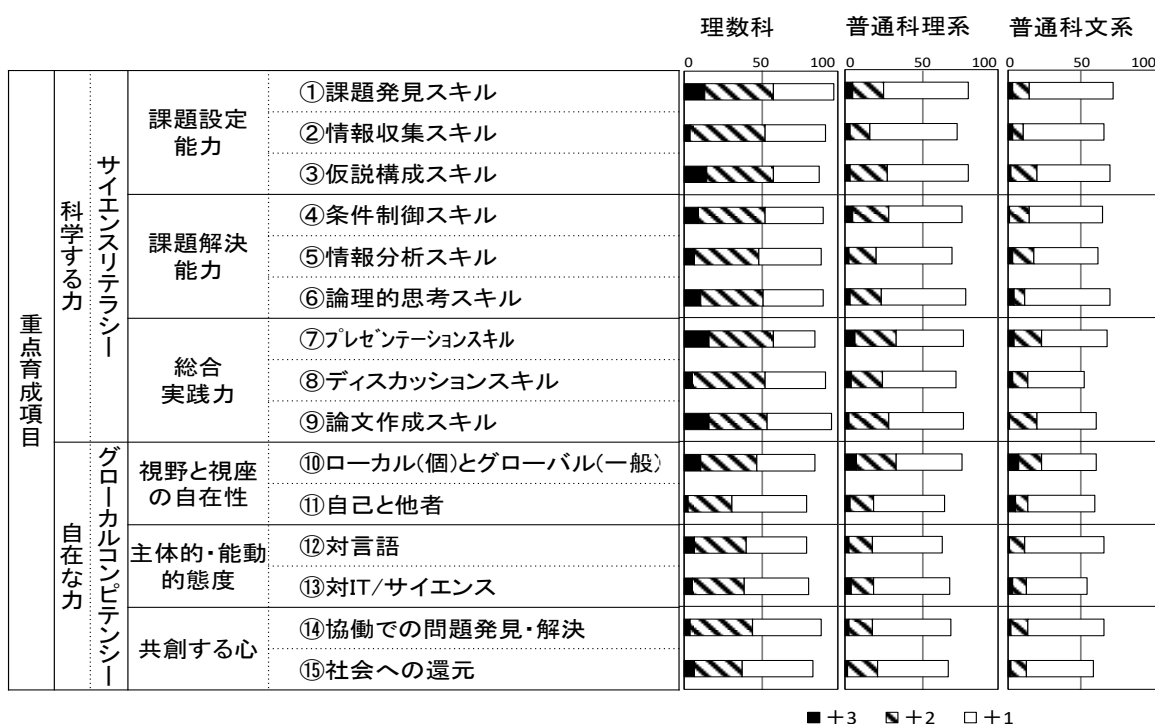 理数科
普通科理系
普通科文系
0 50 100
0 50 100
0 50 100
重点育成項目
科学する力
サイエンスリテラシー
課題設定
能力
①課題発見スキル
②情報収集スキル
③仮説構成スキル
課題解決
能力
④条件制御スキル
⑤情報分析スキル
⑥論理的思考スキル
総合
実践力
⑦プレゼンテーションスキル
⑧ディスカッションスキル
⑨論文作成スキル
自在な力
グローカルコンピテンシー
視野と視座
の自在性
⑩ローカル(個)とグローバル(一般)
⑪自己と他者
主体的・能動
的態度
⑫対言語
⑬対IT/サイエンス
共創する心
⑭協働での問題発見・解決
⑮社会への還元
+3 +2 +1